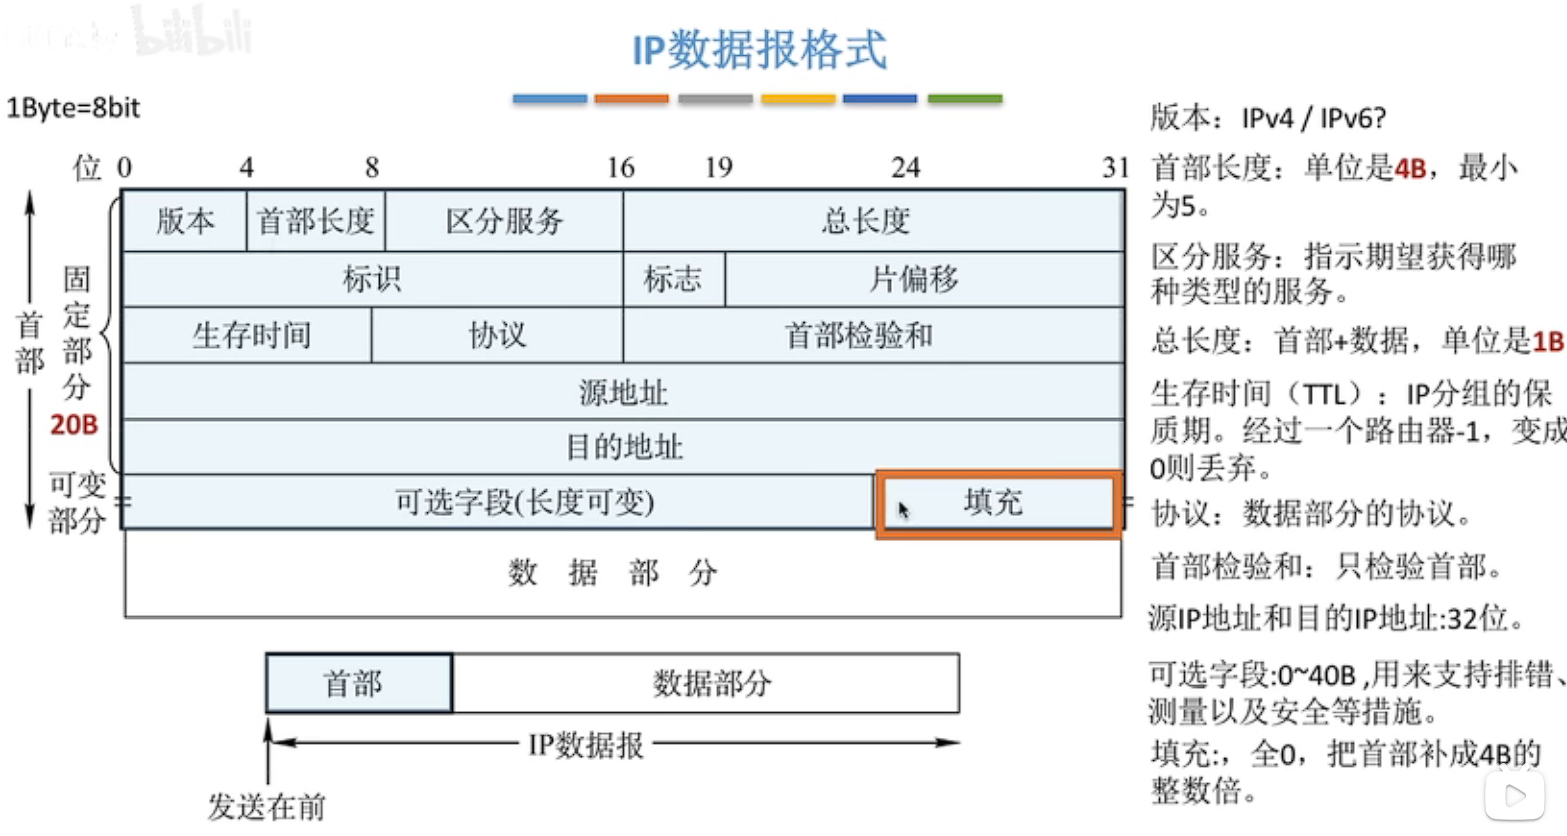 bilibili
IP数据报格式
1Byte=8bit
位 0 4 8 16 19 24 31
版本 首部长度 区分服务 总长度
标识 标志 片偏移
生存时间 协议 首部检验和
源地址
目的地址
可选字段(长度可变) 填充
数 据 部 分
首部
固定部分
20B
可变
部分
首部 数据部分
IP数据报
发送在前
版本：IPv4 / IPv6?
首部长度：单位是4B，最小
为5。
区分服务：指示期望获得哪
种类型的服务。
总长度：首部+数据，单位是1B
生存时间（TTL）：IP分组的保
质期。经过一个路由器-1，变成
0则丢弃。
协议：数据部分的协议。
首部检验和：只检验首部。
源IP地址和目的IP地址:32位。
可选字段:0~40B ,用来支持排错、
测量以及安全等措施。
填充:，全0，把首部补成4B的
整数倍。